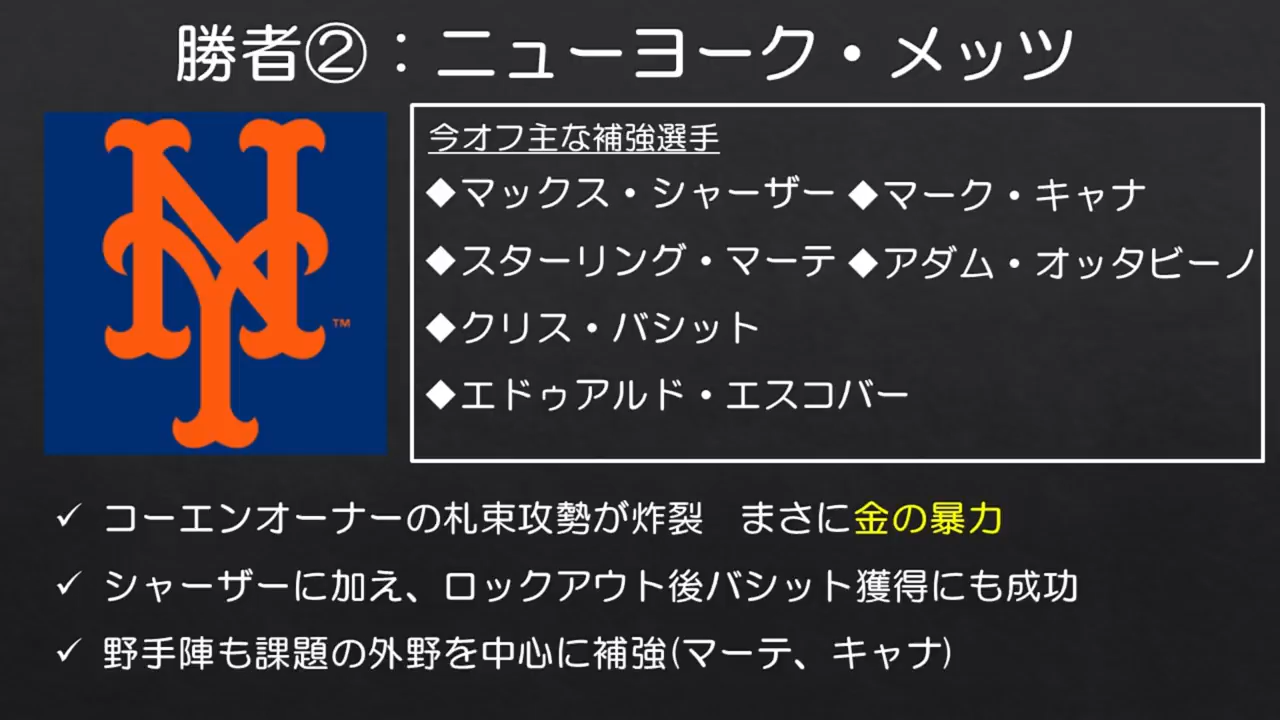 勝者②：ニューヨーク・メッツ
NY
™
今オフ主な補強選手
◆マックス・シャーザー ◆マーク・キャナ
◆スターリング・マーテ ◆アダム・オッタビーノ
◆クリス・バシット
◆エドゥアルド・エスコバー
✓ コーエンオーナーの札束攻勢が炸裂　まさに金の暴力
✓ シャーザーに加え、ロックアウト後バシット獲得にも成功
✓ 野手陣も課題の外野を中心に補強(マーテ、キャナ)